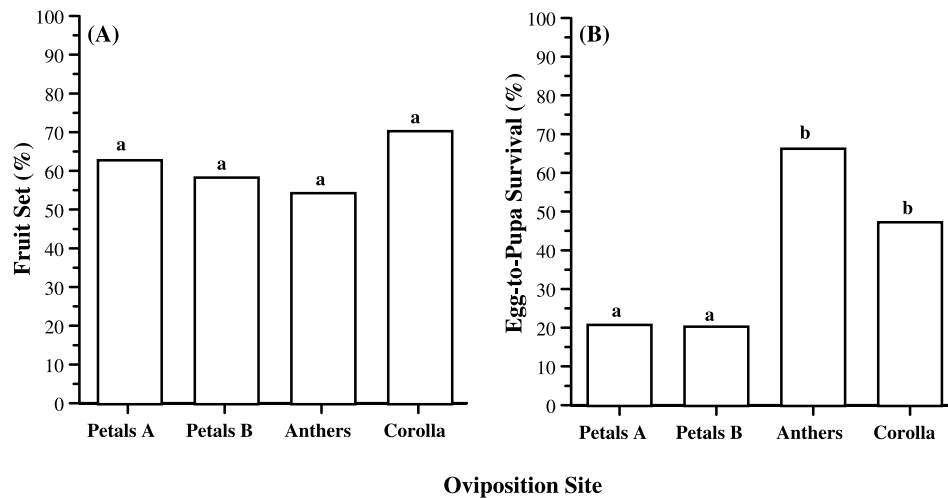 (A)
Fruit Set (%)
100
90
80
70
60
50
40
30
20
10
0
a
a
a
a
Petals A Petals B Anthers Corolla
(B)
Egg-to-Pupa Survival (%)
100
90
80
70
60
50
40
30
20
10
0
a
a
b
b
Petals A Petals B Anthers Corolla
Oviposition Site